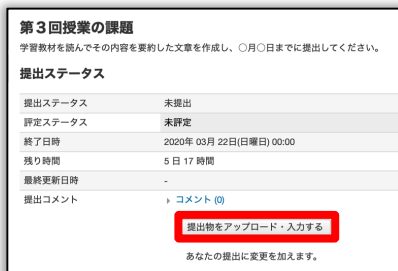 第3回授業の課題
学習教材を読んでその内容を要約した文章を作成し、○月○日までに提出してください。
提出ステータス
提出ステータス 未提出
評定ステータス 未評定
終了日時 2020年 03月 22日(日曜日) 00:00
残り時間 5 日 17 時間
最終更新日時 -
提出コメント ▸ コメント (0)
提出物をアップロード・入力する
あなたの提出に変更を加えます。